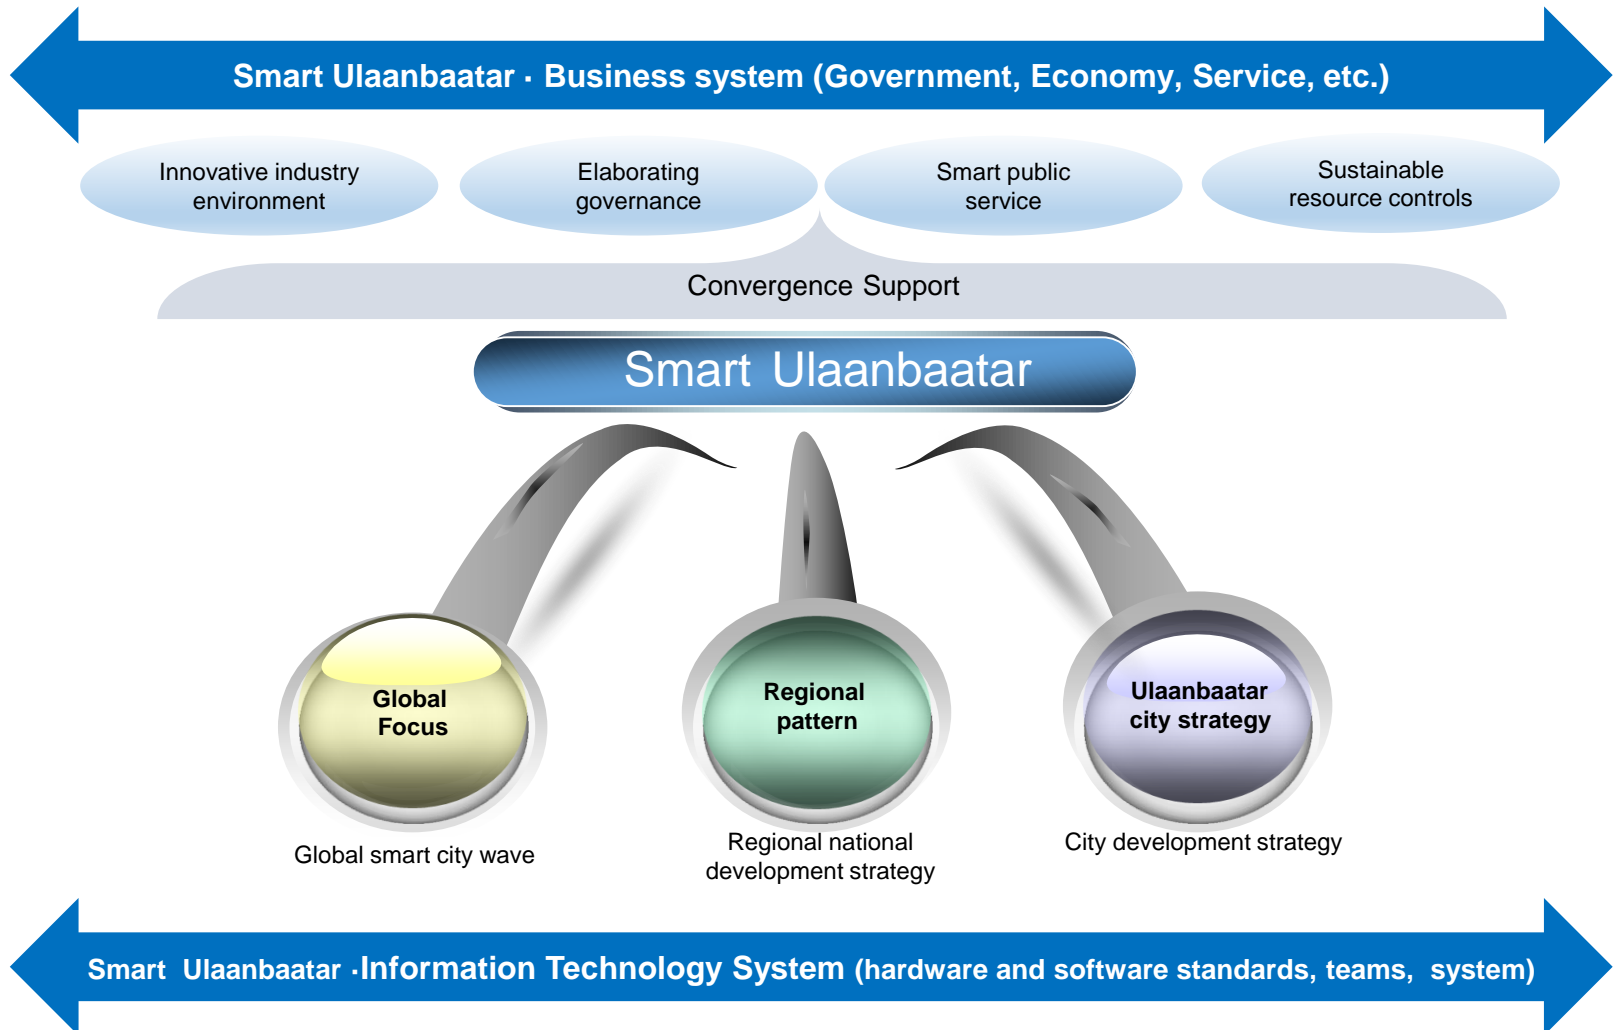 Smart Ulaanbaatar · Business system (Government, Economy, Service, etc.)
Innovative industry
environment
Elaborating
governance
Smart public
service
Sustainable
resource controls
Convergence Support
Smart Ulaanbaatar
Global
Focus
Regional
pattern
Ulaanbaatar
city strategy
Global smart city wave
Regional national
development strategy
City development strategy
Smart Ulaanbaatar ·Information Technology System (hardware and software standards, teams, system)